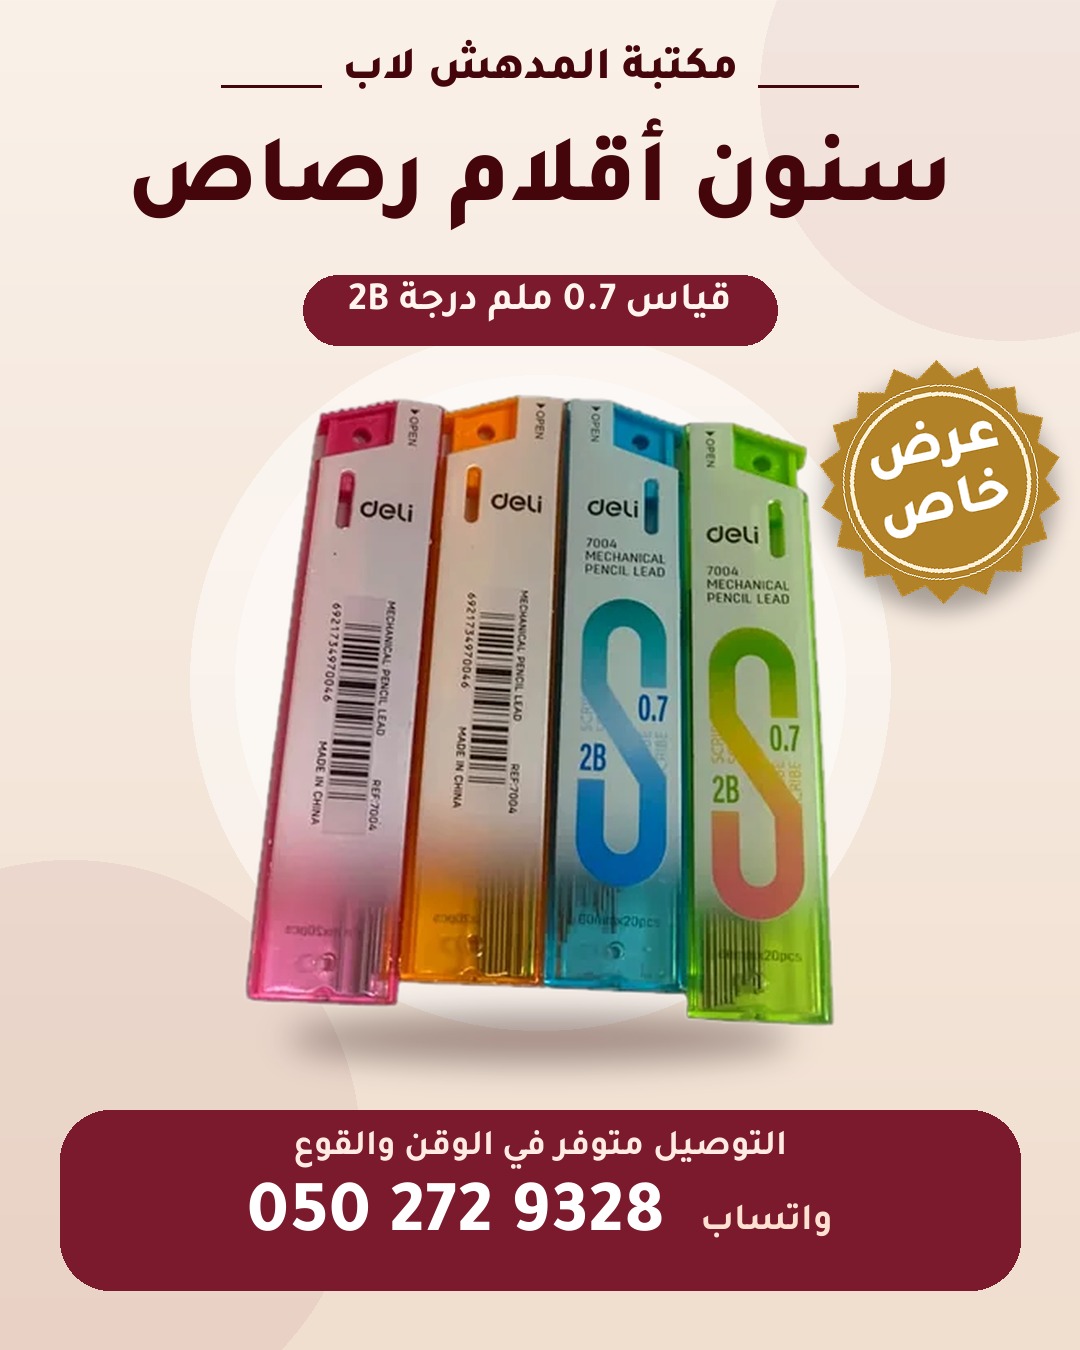 مكتبة المدهش لاب
سنون أقلام رصاص
قياس 0.7 ملم درجة 2B
عرض
خاص
OPEN
deli
MECHANICAL PENCIL LEAD
6921734970046
MADE IN CHINA
REF:7004
OPEN
deli
MECHANICAL PENCIL LEAD
6921734970046
MADE IN CHINA
REF:7004
OPEN
deli
7004
MECHANICAL
PENCIL LEAD
0.7
2B
60mmx20pcs
OPEN
deli
7004
MECHANICAL
PENCIL LEAD
0.7
2B
x20pcs
التوصيل متوفر في الوقن والقوع
واتساب 050 272 9328